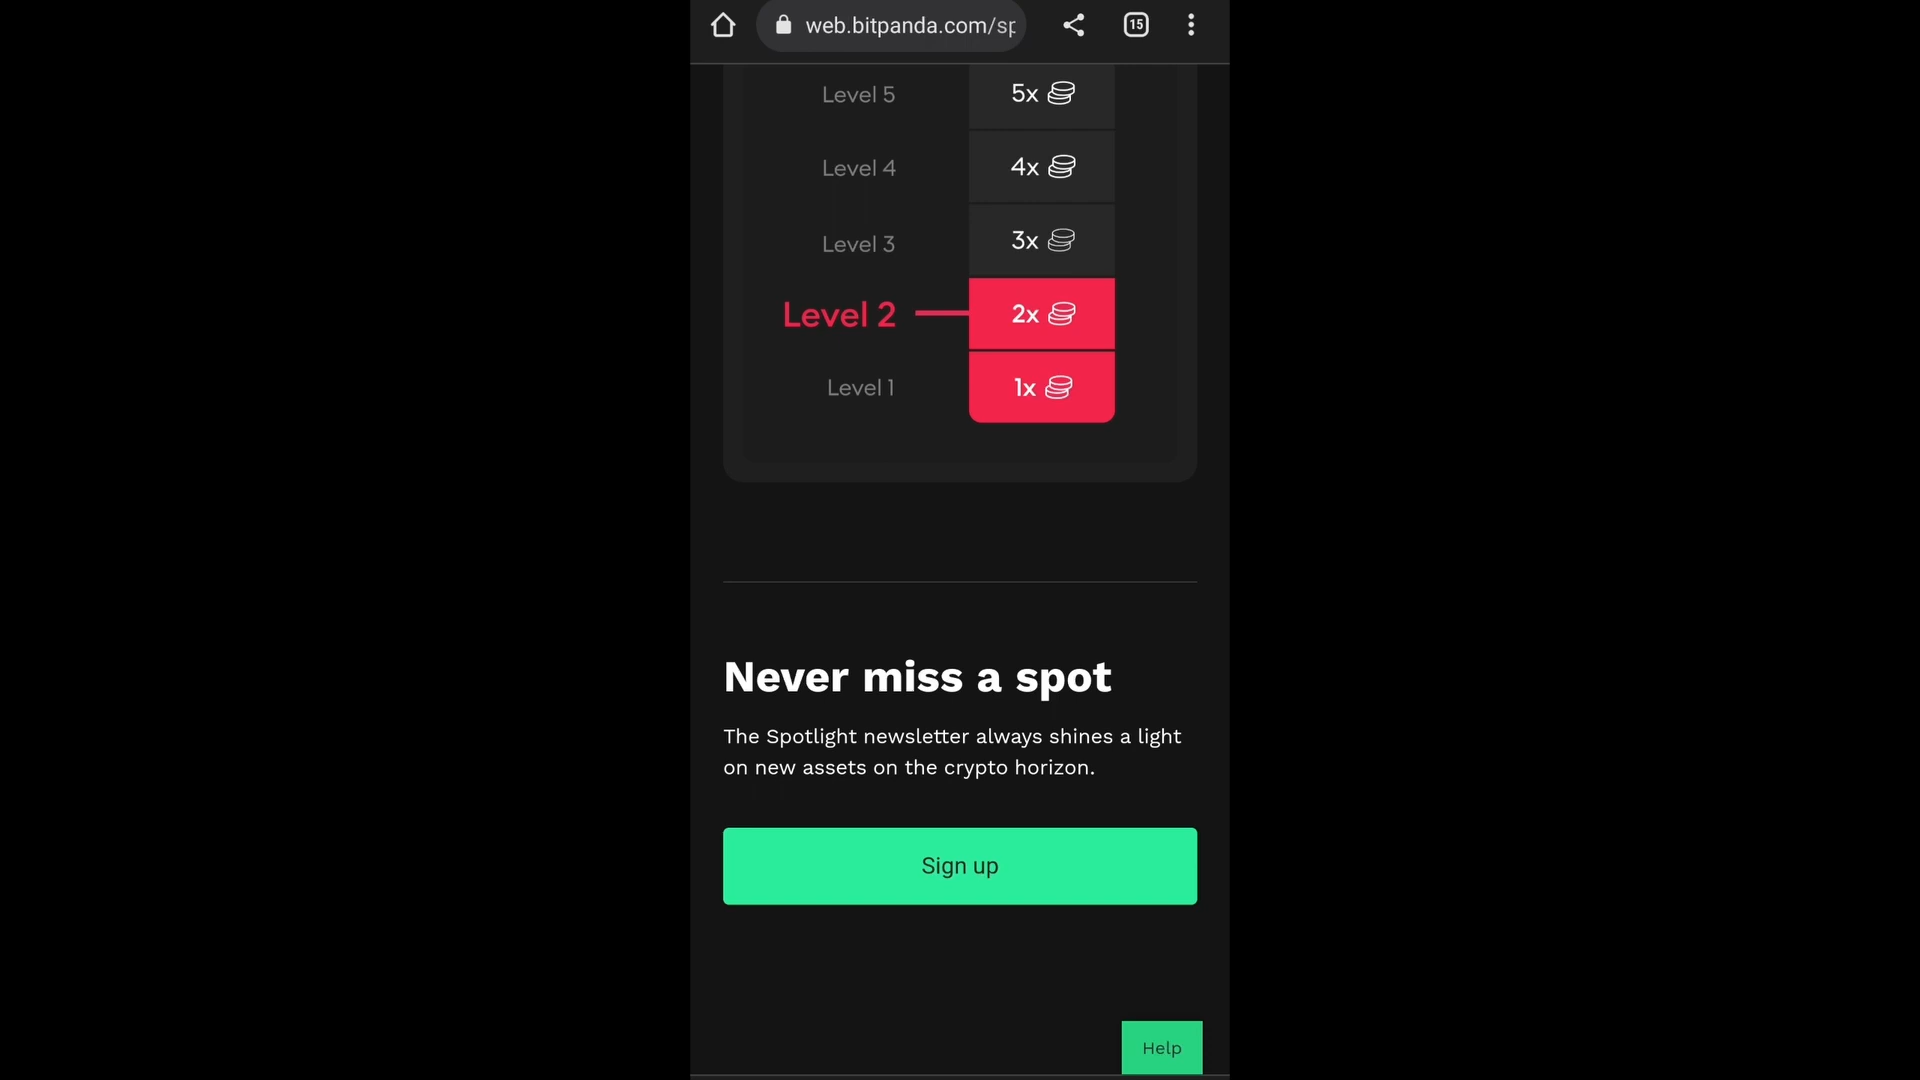 web.bitpanda.com/sp
15
Level 5 5x
Level 4 4x
Level 3 3x
Level 2 2x
Level 1 1x
Never miss a spot
The Spotlight newsletter always shines a light
on new assets on the crypto horizon.
Sign up
Help